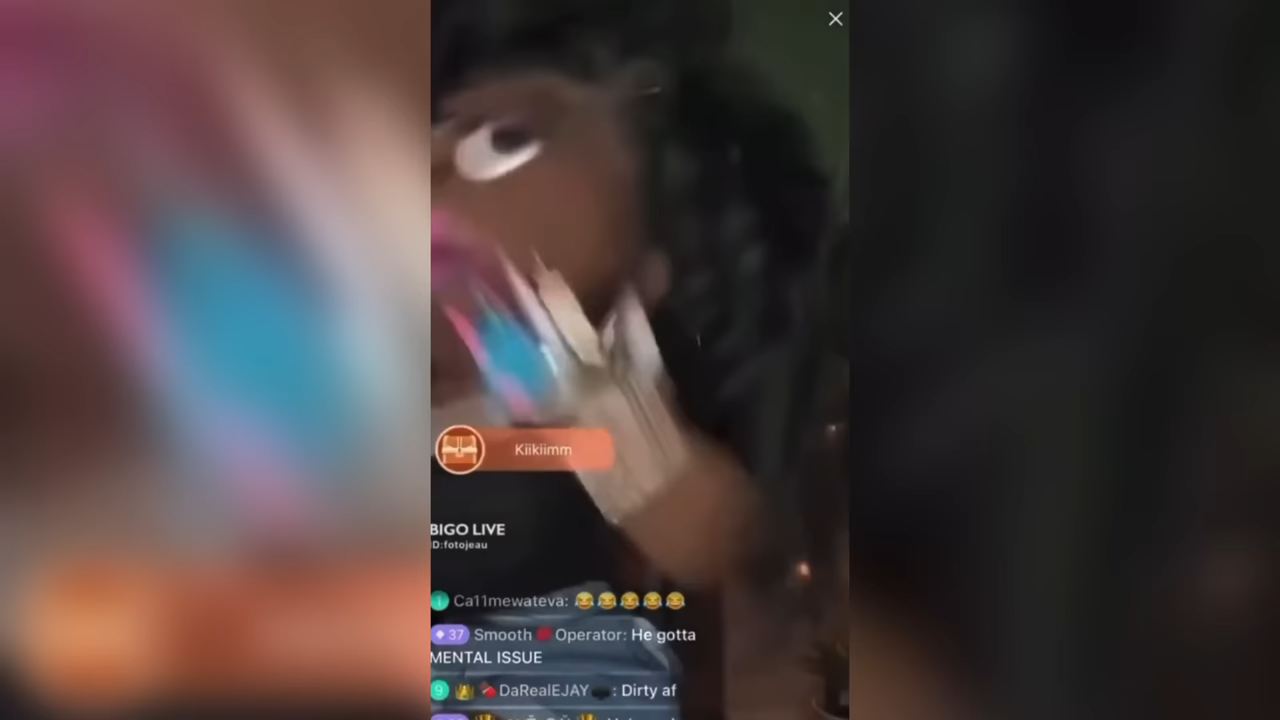 Kiikiimm
BIGO LIVE
ID:fotojeau
Ca11mewateva: 😂😂😂😂😂
37 Smooth 🟥 Operator: He gotta
MENTAL ISSUE
9 DaRealEJAY: Dirty af